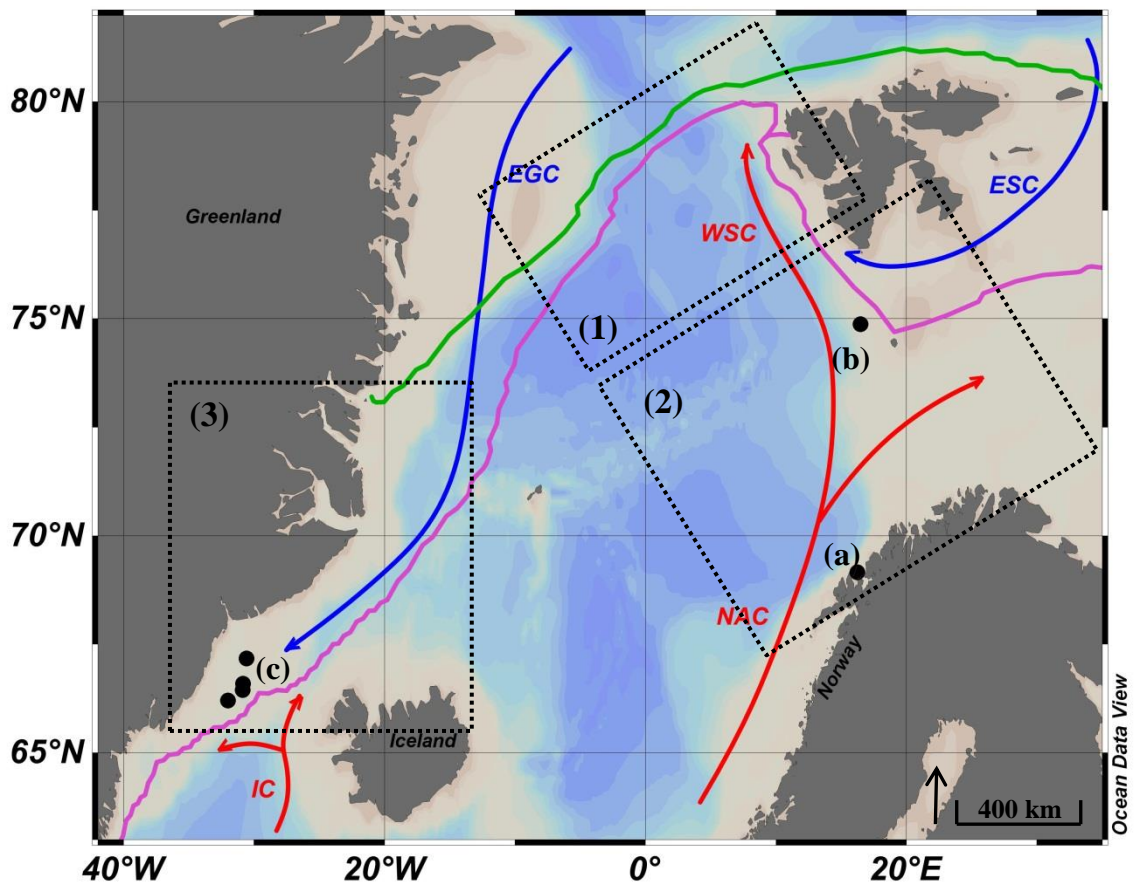 80°N
75°N
70°N
65°N
40°W
20°W
0°
20°E
Greenland
EGC
WSC
ESC
(1)
(b)
(2)
(3)
(a)
NAC
(c)
Norway
Iceland
IC
400 km
Ocean Data View